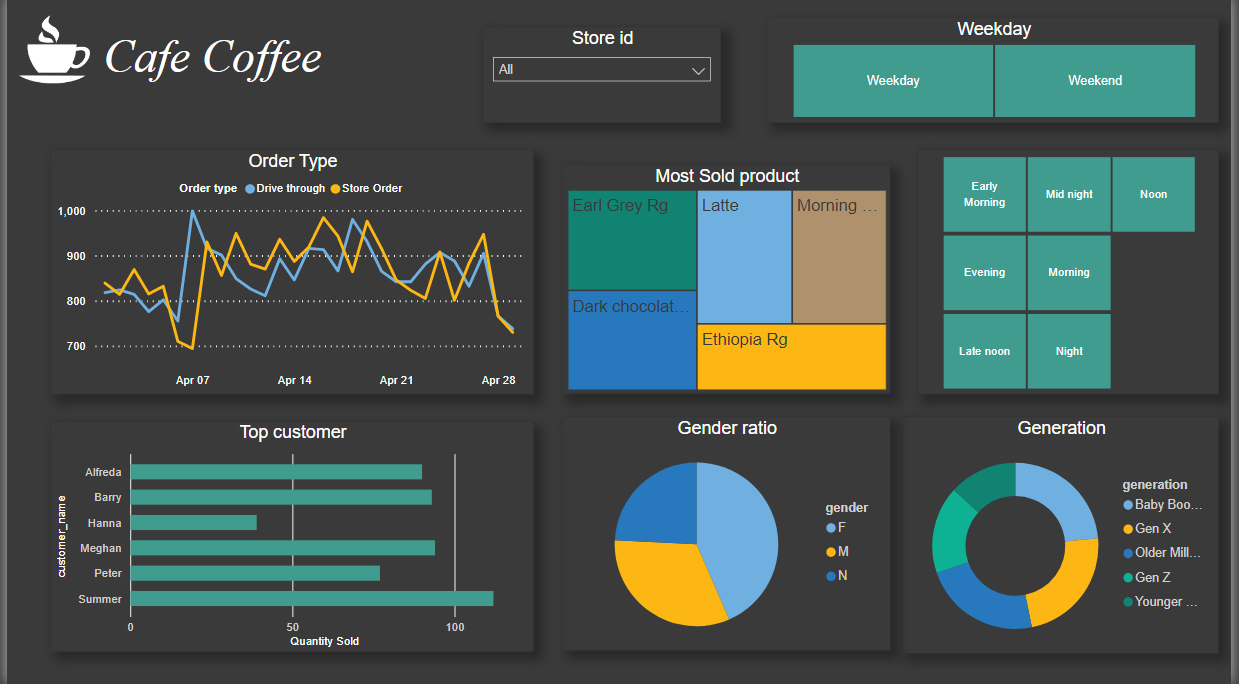 Cafe Coffee
Store id
All
Weekday
Weekday
Weekend
Order Type
Order type
Drive through
Store Order
1,000
900
800
700
Apr 07
Apr 14
Apr 21
Apr 28
Most Sold product
Earl Grey Rg
Latte
Morning ...
Dark chocolat...
Ethiopia Rg
Early
Morning
Mid night
Noon
Evening
Morning
Late noon
Night
Top customer
customer_name
Alfreda
Barry
Hanna
Meghan
Peter
Summer
0
50
100
Quantity Sold
Gender ratio
gender
F
M
N
Generation
generation
Baby Boo...
Gen X
Older Mill...
Gen Z
Younger ...